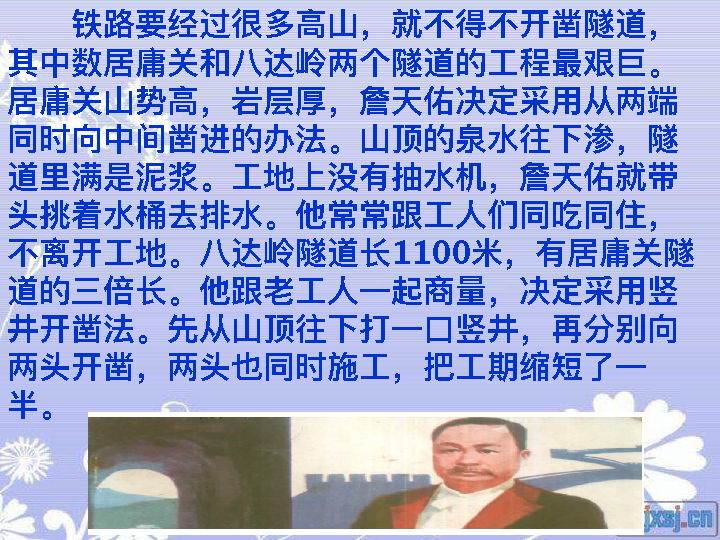 铁路要经过很多高山，就不得不开凿隧道，
其中数居庸关和八达岭两个隧道的工程最艰巨。
居庸关山势高，岩层厚，詹天佑决定采用从两端
同时向中间凿进的办法。山顶的泉水往下渗，隧
道里满是泥浆。工地上没有抽水机，詹天佑就带
头挑着水桶去排水。他常常跟工人们同吃同住，
不离开工地。八达岭隧道长1100米，有居庸关隧
道的三倍长。他跟老工人一起商量，决定采用竖
井开凿法。先从山顶往下打一口竖井，再分别向
两头开凿，两头也同时施工，把工期缩短了一
半。
jxsj.cn